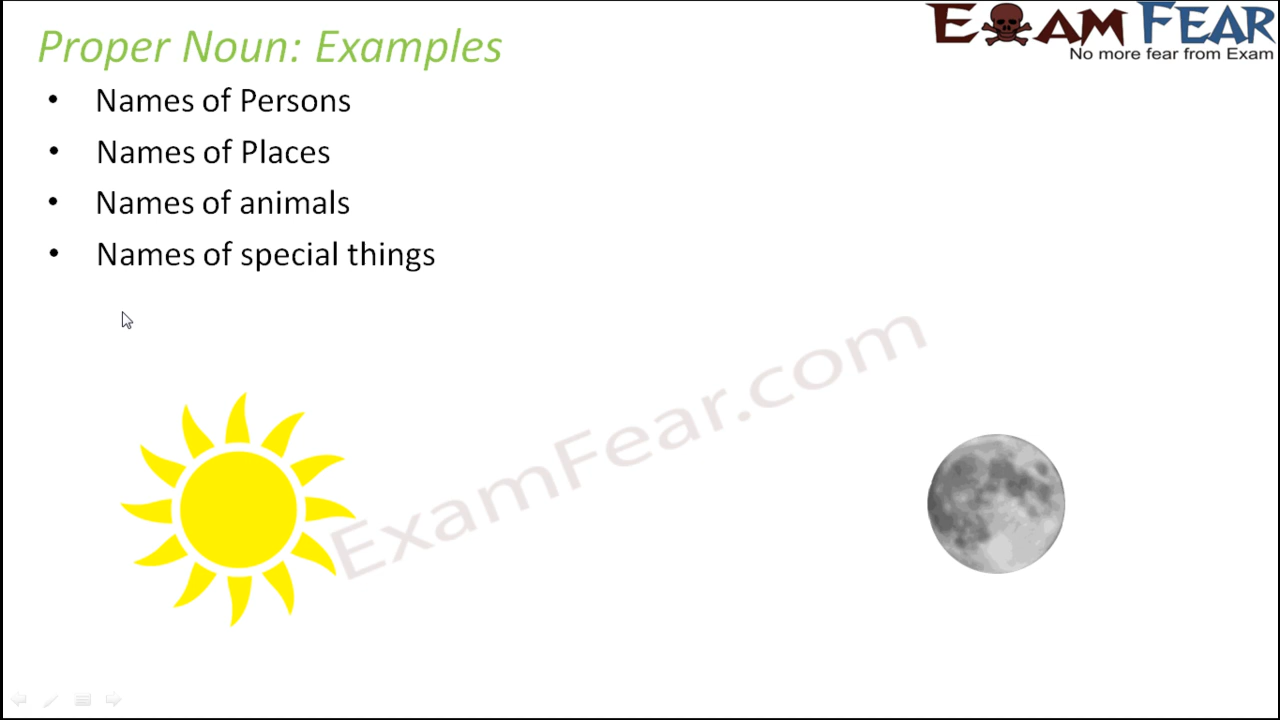 Proper Noun: Examples
EXAM FEAR
No more fear from Exam
• Names of Persons
• Names of Places
• Names of animals
• Names of special things
ExamFear.com